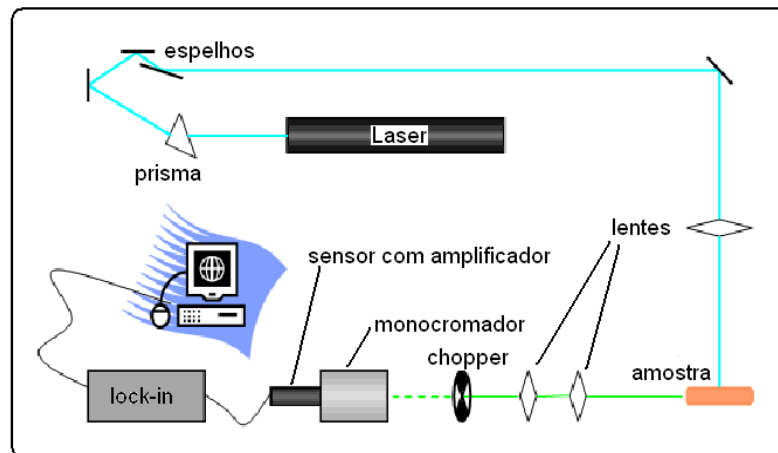 espelhos
Laser
prisma
lentes
sensor com amplificador
monocromador
chopper
amostra
lock-in